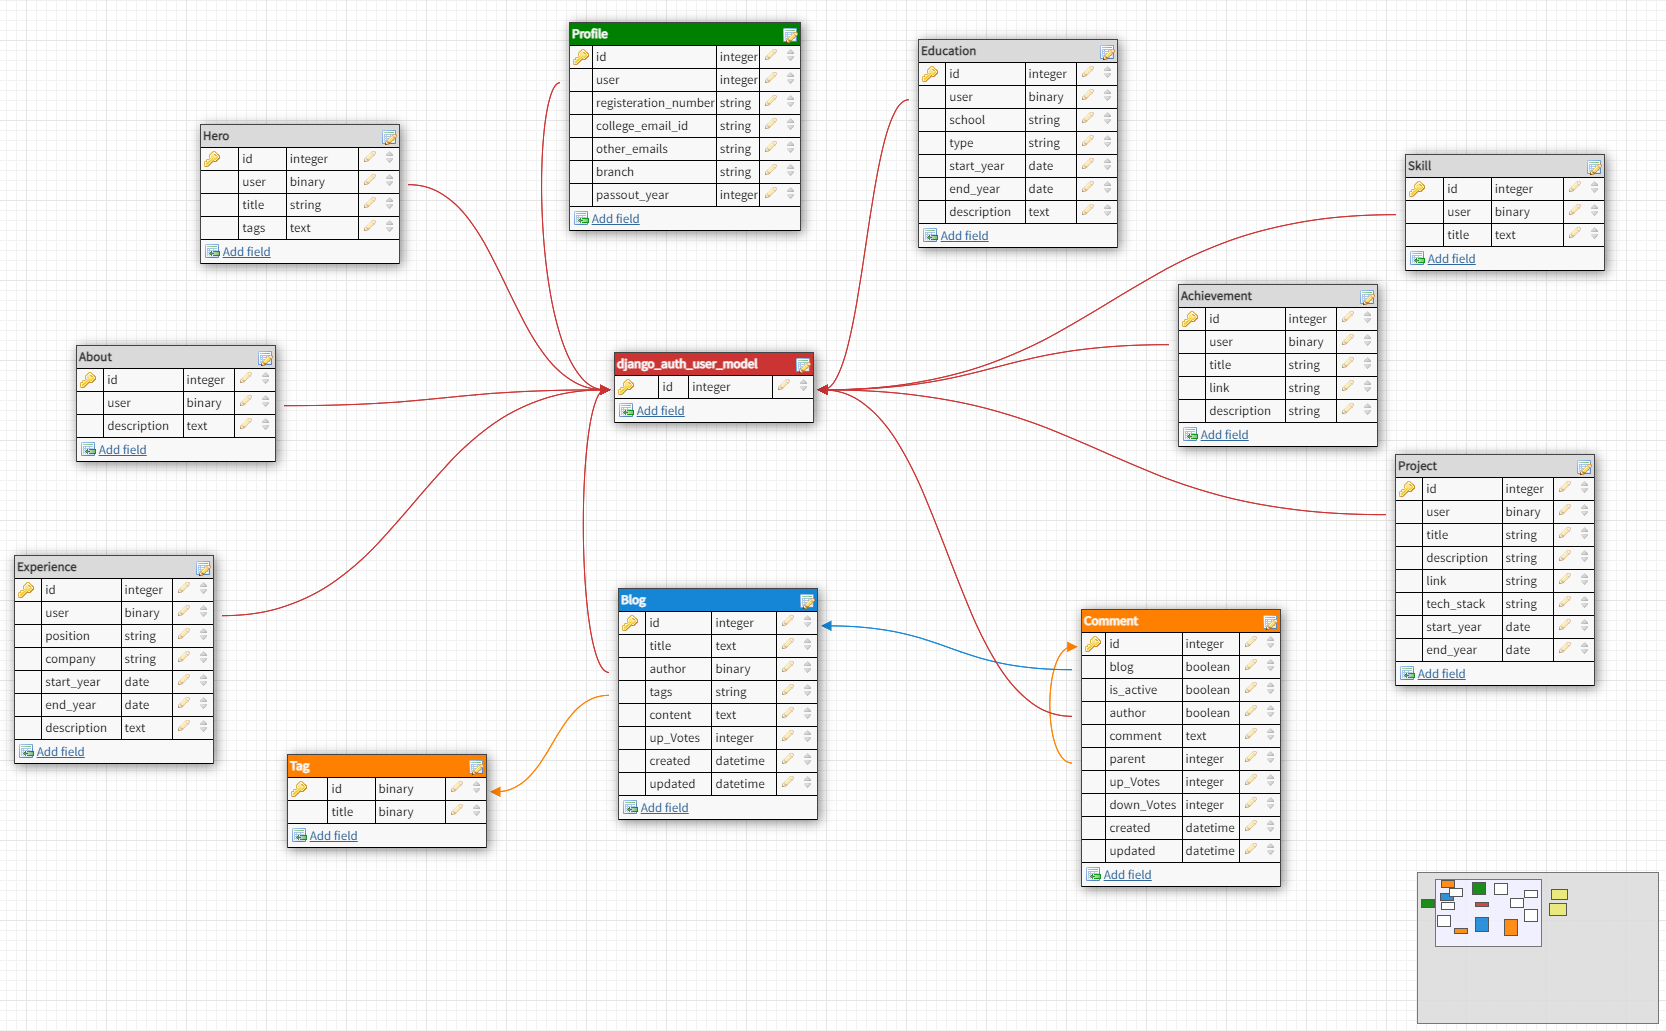 Profile
id integer
user integer
registeration_number string
college_email_id string
other_emails string
branch string
passout_year integer
Add field
Education
id integer
user binary
school string
type string
start_year date
end_year date
description text
Add field
Hero
id integer
user binary
title string
tags text
Add field
Skill
id integer
user binary
title text
Add field
Achievement
id integer
user binary
title string
link string
description string
Add field
About
id integer
user binary
description text
Add field
django_auth_user_model
id integer
Add field
Project
id integer
user binary
title string
description string
link string
tech_stack string
start_year date
end_year date
Add field
Experience
id integer
user binary
position string
company string
start_year date
end_year date
description text
Add field
Blog
id integer
title text
author binary
tags string
content text
up_Votes integer
created datetime
updated datetime
Add field
Comment
id integer
blog boolean
is_active boolean
author boolean
comment text
parent integer
up_Votes integer
down_Votes integer
created datetime
updated datetime
Add field
Tag
id binary
title binary
Add field